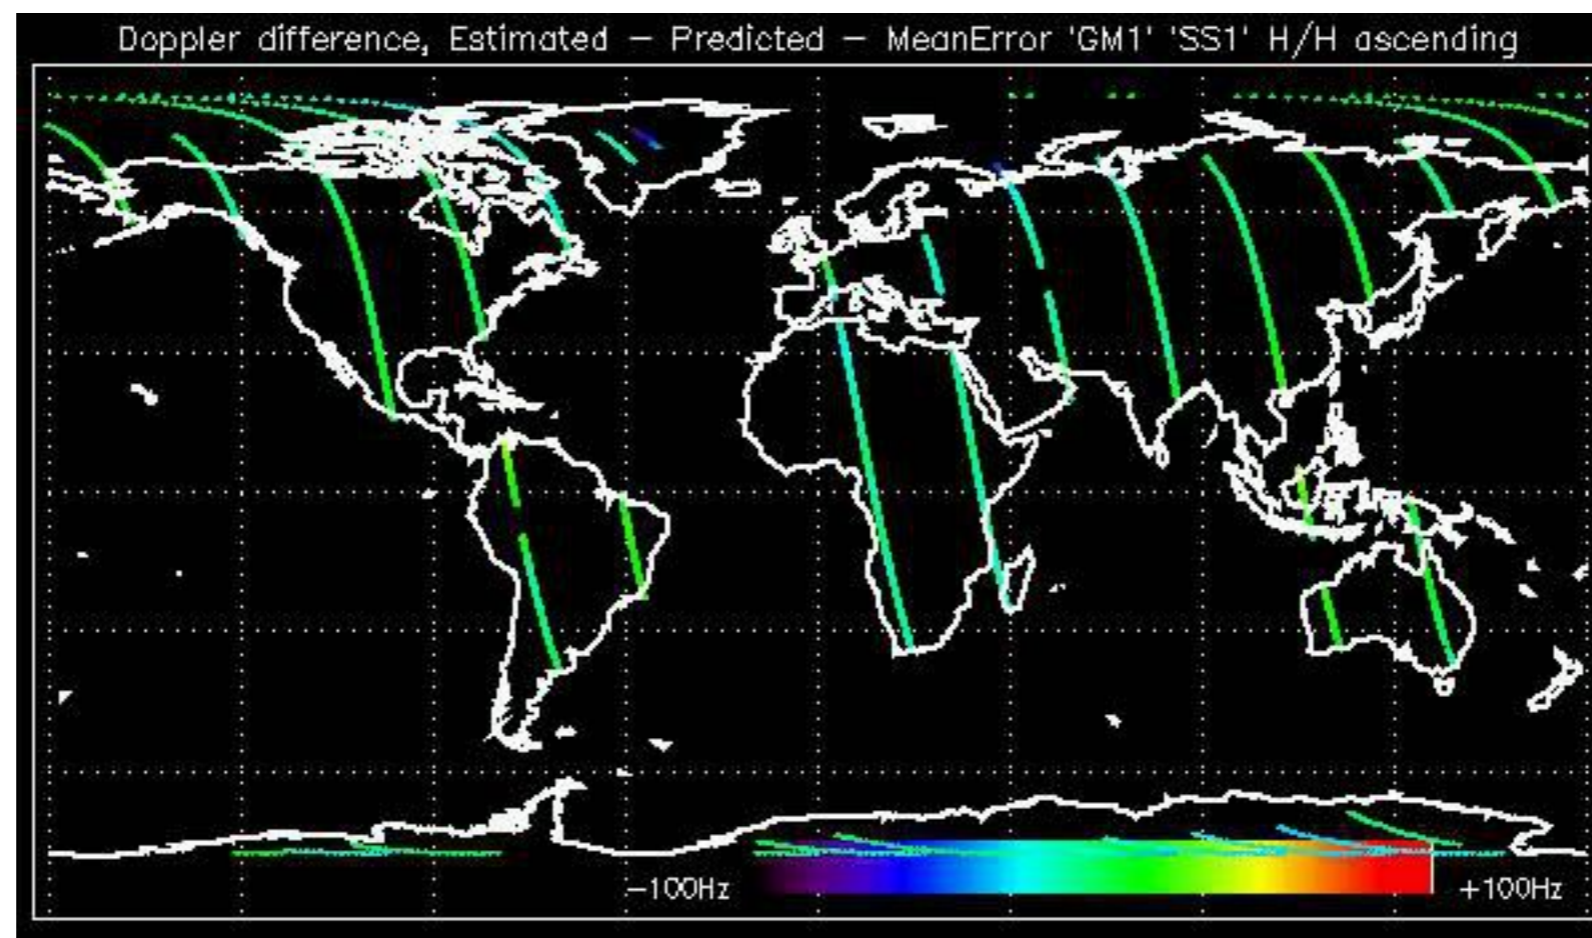 Doppler difference, Estimated – Predicted – MeanError 'GM1' 'SS1' H/H ascending
−100Hz
+100Hz